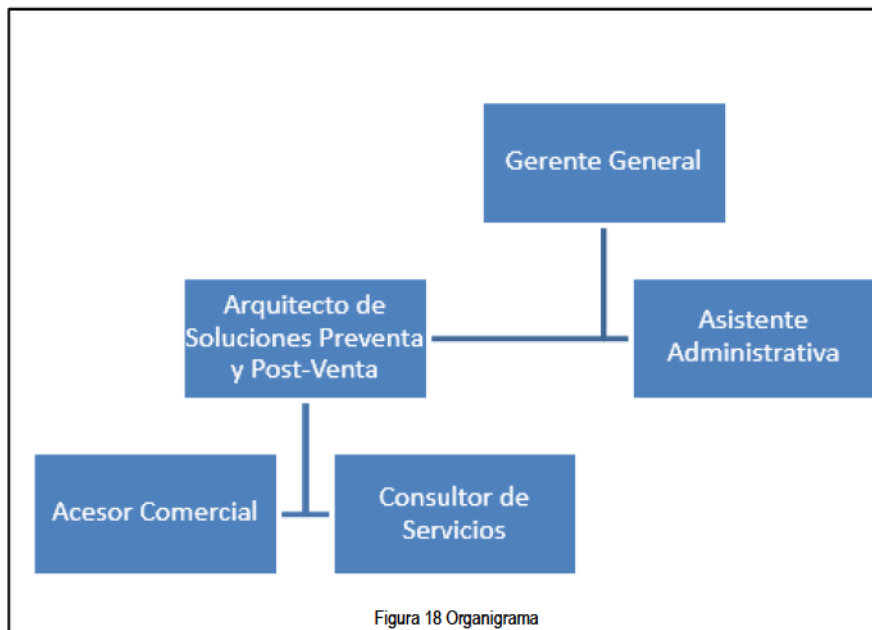 Gerente General
Arquitecto de
Soluciones Preventa
y Post-Venta
Asistente
Administrativa
Acesor Comercial
Consultor de
Servicios
Figura 18 Organigrama